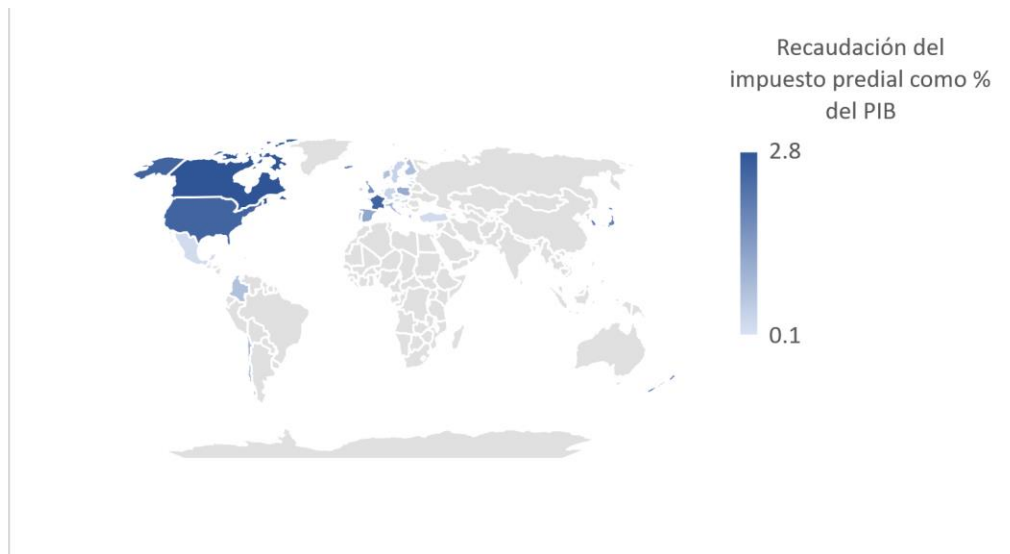 Recaudación del
impuesto predial como %
del PIB
2.8
0.1